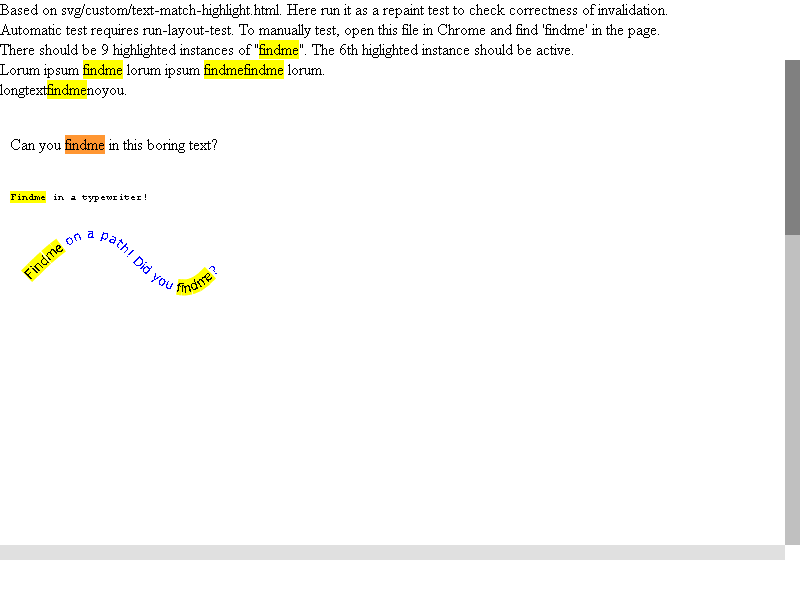 Based on svg/custom/text-match-highlight.html. Here run it as a repaint test to check correctness of invalidation.
Automatic test requires run-layout-test. To manually test, open this file in Chrome and find 'findme' in the page.
There should be 9 highlighted instances of "findme". The 6th higlighted instance should be active.
Lorum ipsum findme lorum ipsum findmefindme lorum.
longtextfindmenoyou.
Can you findme in this boring text?
Findme in a typewriter!
Findme on a path! Did you findme?